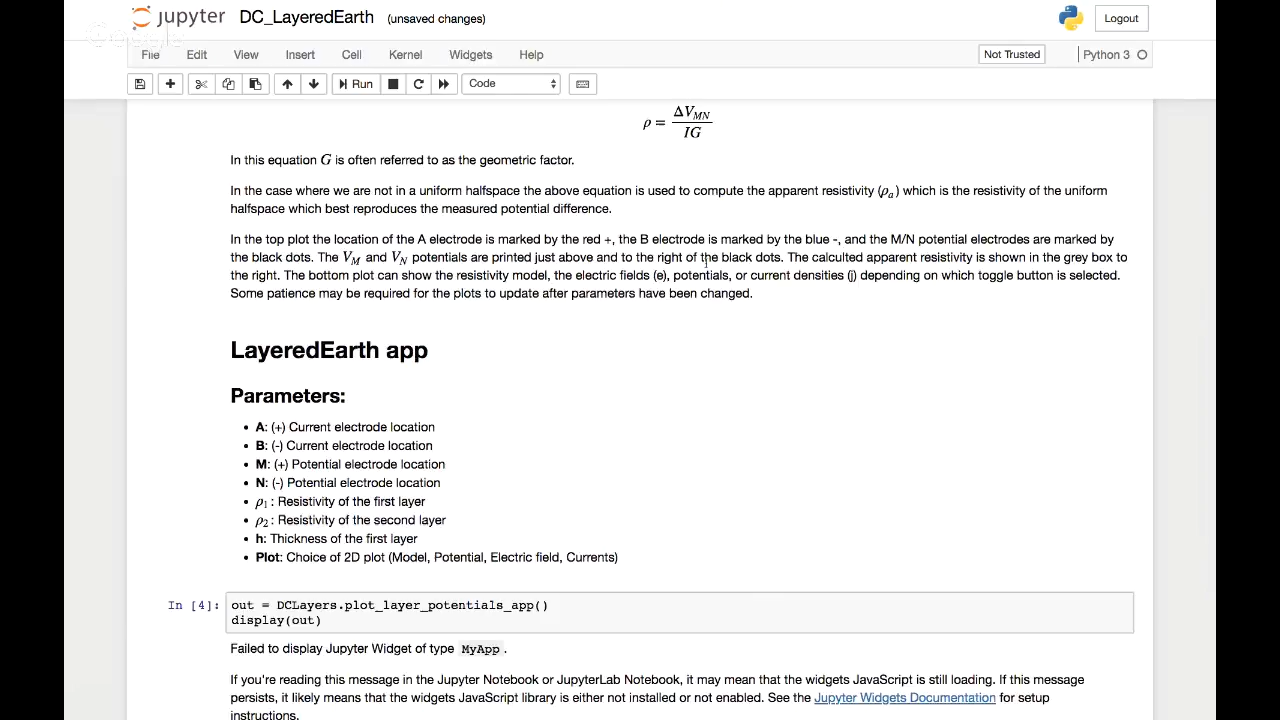 jupyter DC_LayeredEarth (unsaved changes)
Logout
File Edit View Insert Cell Kernel Widgets Help
Not Trusted Python 3
Run Code
ρ = ΔV_MN / IG
In this equation G is often referred to as the geometric factor.
In the case where we are not in a uniform halfspace the above equation is used to compute the apparent resistivity (ρ_a) which is the resistivity of the uniform
halfspace which best reproduces the measured potential difference.
In the top plot the location of the A electrode is marked by the red +, the B electrode is marked by the blue -, and the M/N potential electrodes are marked by
the black dots. The V_M and V_N potentials are printed just above and to the right of the black dots. The calculted apparent resistivity is shown in the grey box to
the right. The bottom plot can show the resistivity model, the electric fields (e), potentials, or current densities (j) depending on which toggle button is selected.
Some patience may be required for the plots to update after parameters have been changed.
LayeredEarth app
Parameters:
• A: (+) Current electrode location
• B: (-) Current electrode location
• M: (+) Potential electrode location
• N: (-) Potential electrode location
• ρ1 : Resistivity of the first layer
• ρ2 : Resistivity of the second layer
• h: Thickness of the first layer
• Plot: Choice of 2D plot (Model, Potential, Electric field, Currents)
In [4]: out = DCLayers.plot_layer_potentials_app()
display(out)
Failed to display Jupyter Widget of type MyApp .
If you're reading this message in the Jupyter Notebook or JupyterLab Notebook, it may mean that the widgets JavaScript is still loading. If this message
persists, it likely means that the widgets JavaScript library is either not installed or not enabled. See the Jupyter Widgets Documentation for setup
instructions.